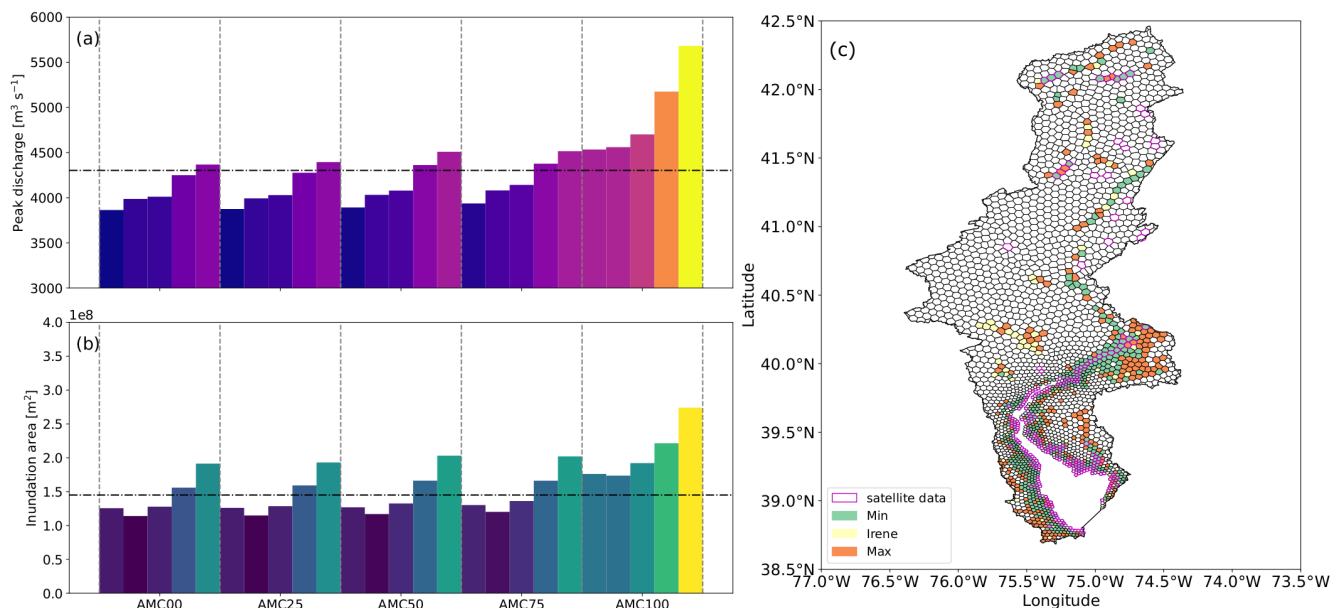 (a)
Peak discharge [m³ s⁻¹]
6000
5500
5000
4500
4000
3500
3000
(b)
1e8
Inundation area [m²]
4.0
3.5
3.0
2.5
2.0
1.5
1.0
0.5
0.0
AMC00 AMC25 AMC50 AMC75 AMC100
(c)
Latitude
42.5°N
42.0°N
41.5°N
41.0°N
40.5°N
40.0°N
39.5°N
39.0°N
38.5°N
satellite data
Min
Irene
Max
77.0°W 76.5°W 76.0°W 75.5°W 75.0°W 74.5°W 74.0°W 73.5°W
Longitude